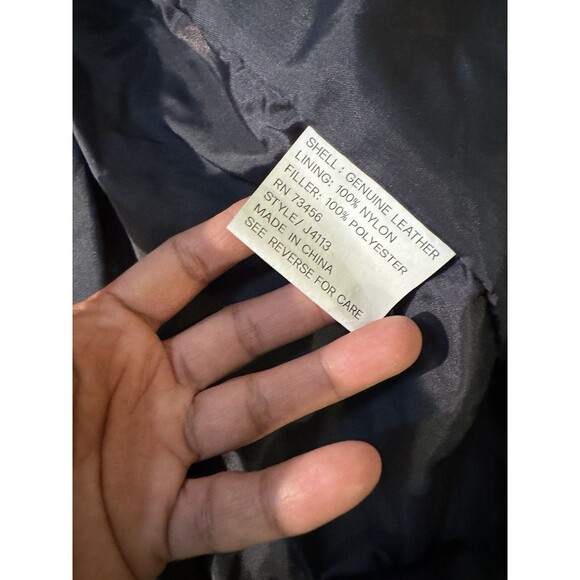 SHELL: GENUINE LEATHER
LINING: 100% NYLON
FILLER: 100% POLYESTER
RN 73456
STYLE/ J4113
MADE IN CHINA
SEE REVERSE FOR CARE